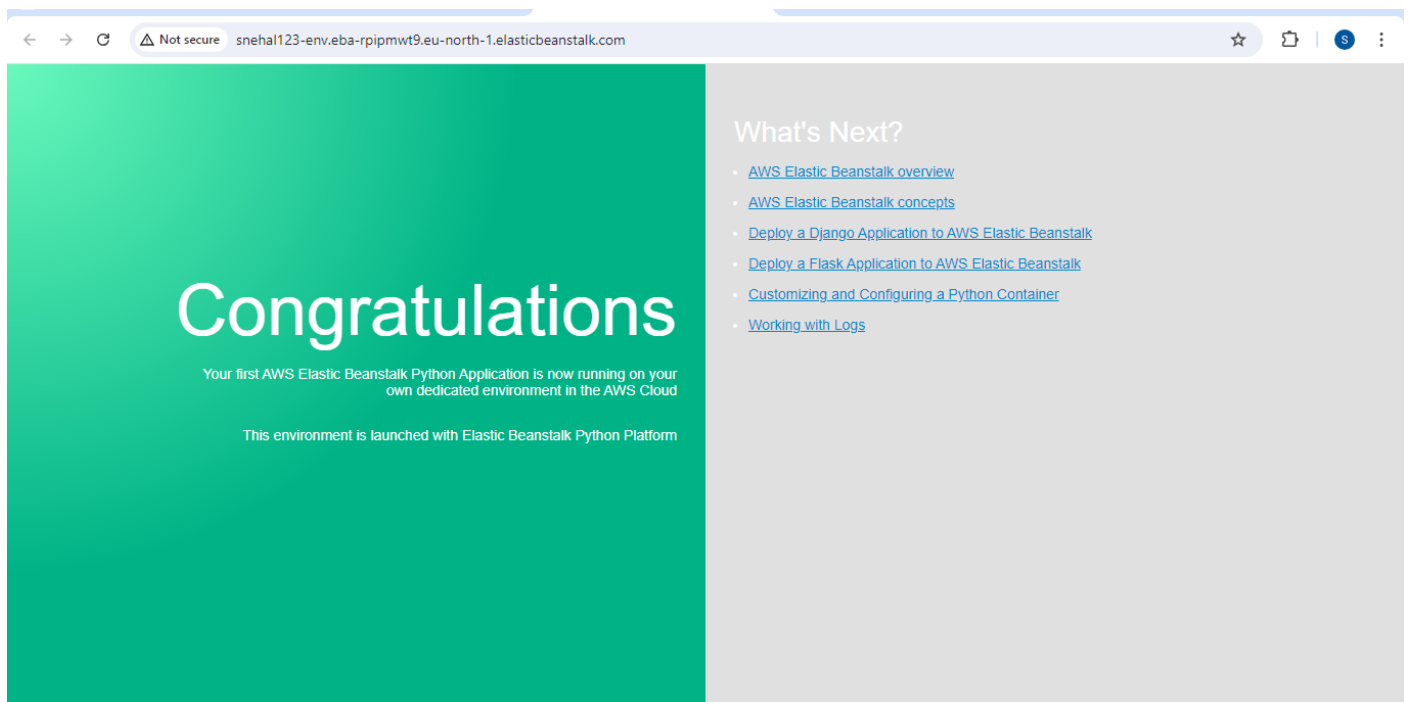 Not secure snehal123-env.eba-rpipmwt9.eu-north-1.elasticbeanstalk.com
S
Congratulations
Your first AWS Elastic Beanstalk Python Application is now running on your
own dedicated environment in the AWS Cloud
This environment is launched with Elastic Beanstalk Python Platform
What's Next?
AWS Elastic Beanstalk overview
AWS Elastic Beanstalk concepts
Deploy a Django Application to AWS Elastic Beanstalk
Deploy a Flask Application to AWS Elastic Beanstalk
Customizing and Configuring a Python Container
Working with Logs